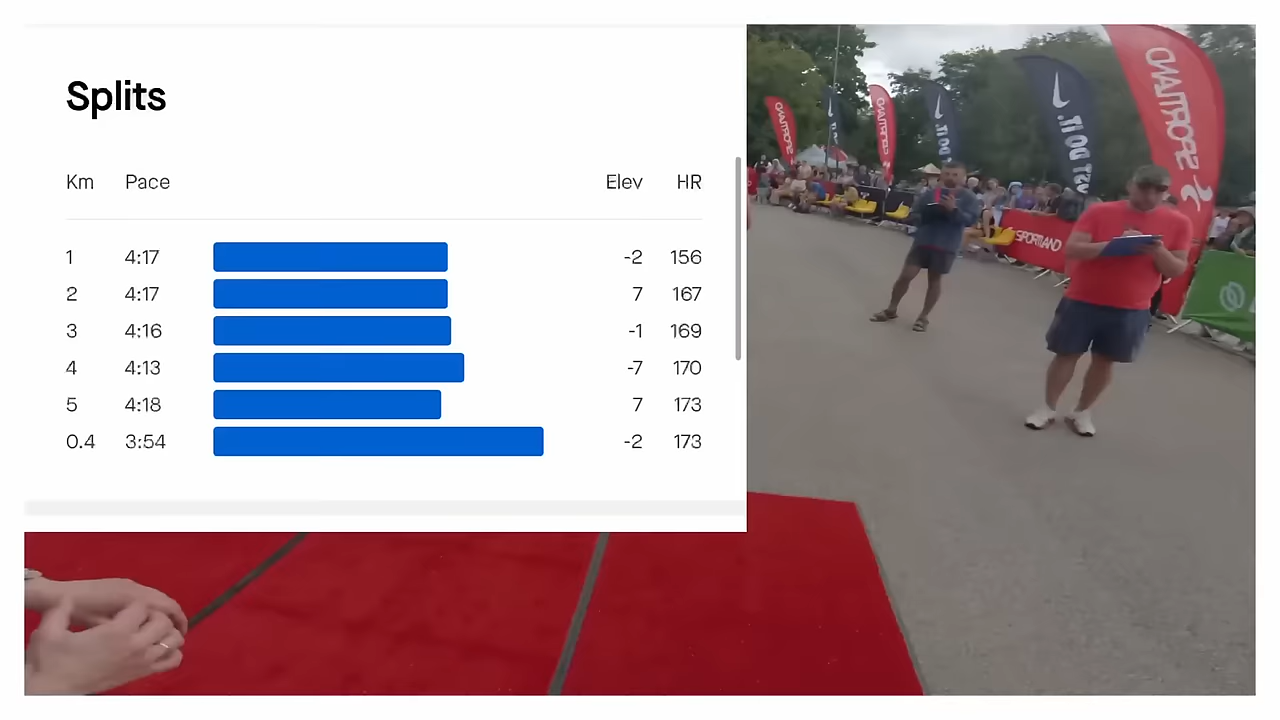 Splits
Km Pace Elev HR
1 4:17 -2 156
2 4:17 7 167
3 4:16 -1 169
4 4:13 -7 170
5 4:18 7 173
0.4 3:54 -2 173
SPORTLAND
SPORTLAND
DO IT.
SPORTLAND